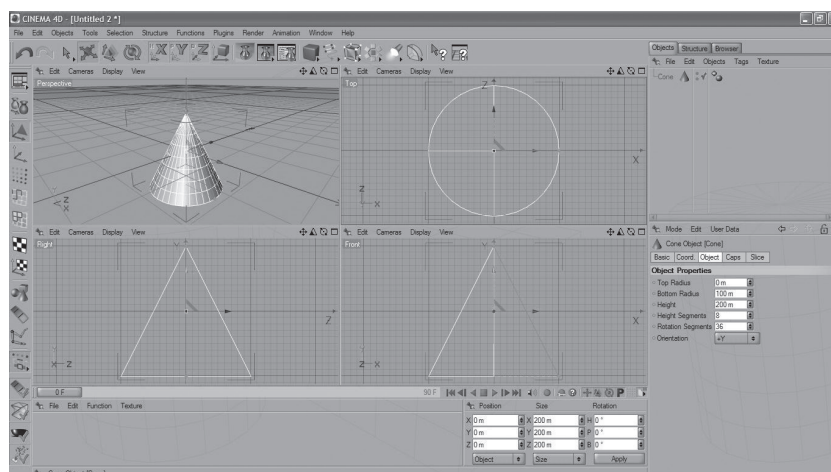 CINEMA 4D - [Untitled 2 *]
File Edit Objects Tools Selection Structure Functions Plugins Render Animation Window Help
Objects Structure Browser
File Edit Objects Tags Texture
Cone
Edit Cameras Display View
Perspective
Z
X
Edit Cameras Display View
Top
Z
X
Z
X
Edit Cameras Display View
Right
Y
Z
X Z
Edit Cameras Display View
Front
Y
X
Z X
Mode Edit User Data
Cone Object [Cone]
Basic Coord. Object Caps Slice
Object Properties
Top Radius 0 m
Bottom Radius 100 m
Height 200 m
Height Segments 8
Rotation Segments 36
Orientation +Y
0 F
90 F
P
File Edit Function Texture
Position Size Rotation
X 0 m X 200 m H 0 °
Y 0 m Y 200 m P 0 °
Z 0 m Z 200 m B 0 °
Object Size Apply